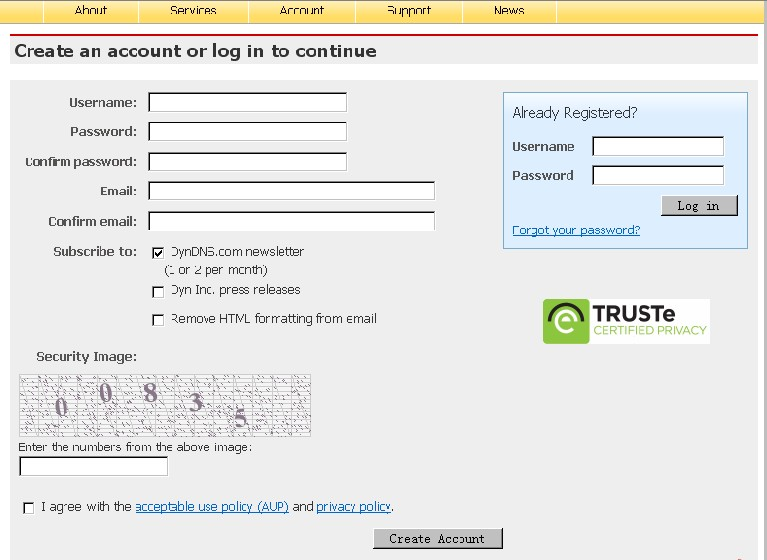 About Services Account Support News
Create an account or log in to continue
Username:
Password:
Confirm password:
Email:
Confirm email:
Subscribe to: DynDNS.com newsletter
(1 or 2 per month)
Dyn Inc. press releases
Remove HTML formatting from email
Security Image:
0 0 8 3 5
Enter the numbers from the above image:
I agree with the acceptable use policy (AUP) and privacy policy.
Create Account
Already Registered?
Username
Password
Log in
Forgot your password?
TRUSTe
CERTIFIED PRIVACY